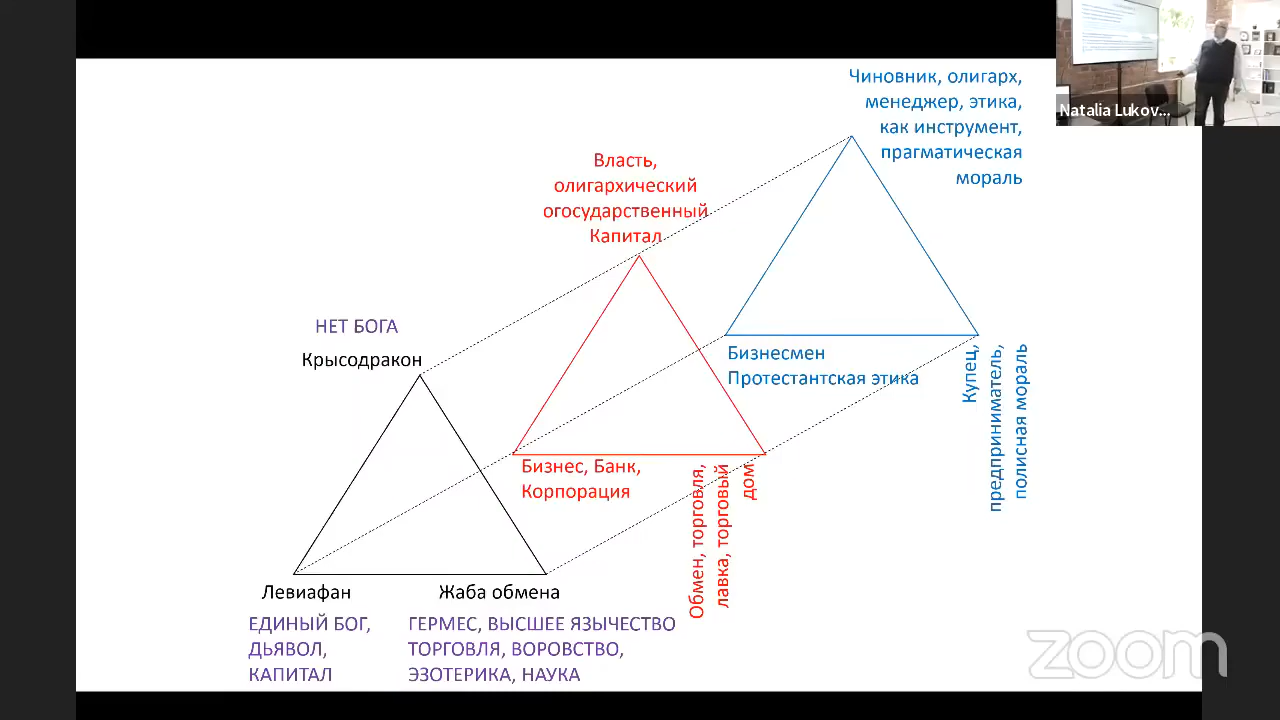 Чиновник, олигарх,
менеджер, этика,
как инструмент,
прагматическая
мораль
Natalia Lukov...
Власть,
олигархический
огосударственный
Капитал
НЕТ БОГА
Крысодракон
Бизнесмен
Протестантская этика
Купец,
предприниматель,
полисная мораль
Бизнес, Банк,
Корпорация
Обмен, торговля,
лавка, торговый
дом
Левиафан
Жаба обмена
ЕДИНЫЙ БОГ,
ДЬЯВОЛ,
КАПИТАЛ
ГЕРМЕС, ВЫСШЕЕ ЯЗЫЧЕСТВО
ТОРГОВЛЯ, ВОРОВСТВО,
ЭЗОТЕРИКА, НАУКА
zoom